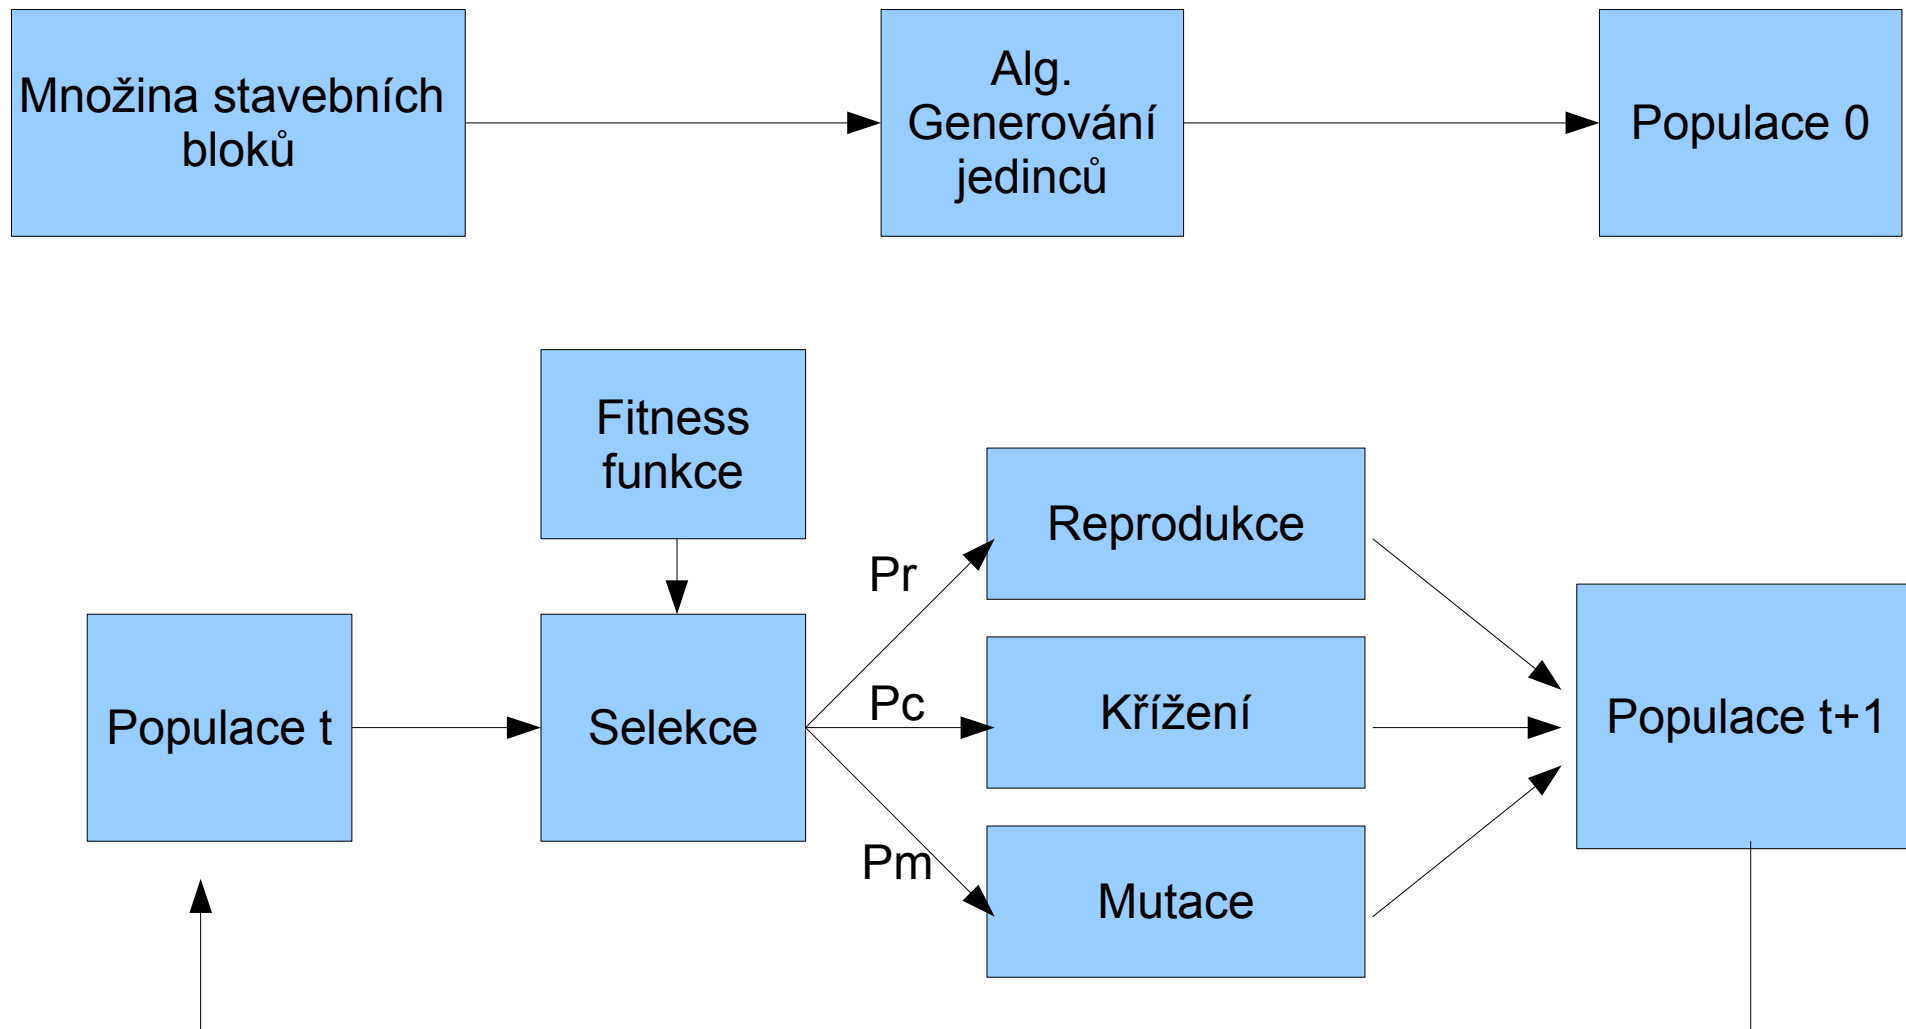 Množina stavebních
bloků
Alg.
Generování
jedinců
Populace 0
Fitness
funkce
Reprodukce
Pr
Populace t
Selekce
Pc
Křížení
Populace t+1
Pm
Mutace